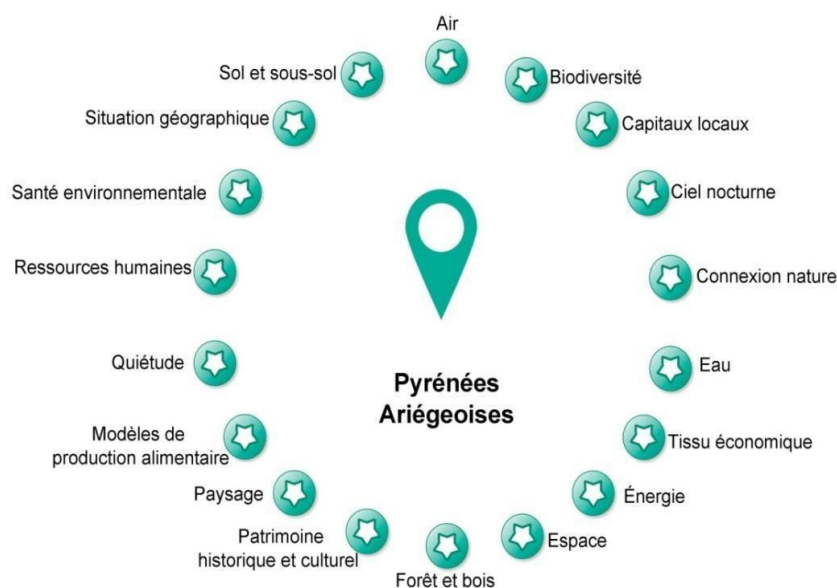 Air
Biodiversité
Capitaux locaux
Ciel nocturne
Connexion nature
Eau
Tissu économique
Énergie
Espace
Forêt et bois
Patrimoine
historique et culturel
Paysage
Modèles de
production alimentaire
Quiétude
Ressources humaines
Santé environnementale
Situation géographique
Sol et sous-sol
Pyrénées
Ariégeoises